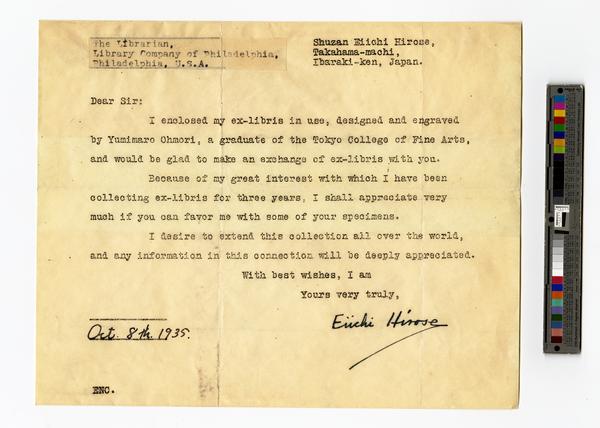 The Librarian,
Library Company of Philadelphia,
Philadelphia, U.S.A.
Shuzan Eiichi Hirose,
Takahama-machi,
Ibaraki-ken, Japan.
Dear Sir:
I enclosed my ex-libris in use, designed and engraved
by Yumimaro Ohmori, a graduate of the Tokyo College of Fine Arts,
and would be glad to make an exchange of ex-libris with you.
Because of my great interest with which I have been
collecting ex-libris for three years, I shall appreciate very
much if you can favor me with some of your specimens.
I desire to extend this collection all over the world,
and any information in this connection will be deeply appreciated.
With best wishes, I am
Yours very truly,
Eiichi Hirose
Oct. 8th, 1935.
ENC.